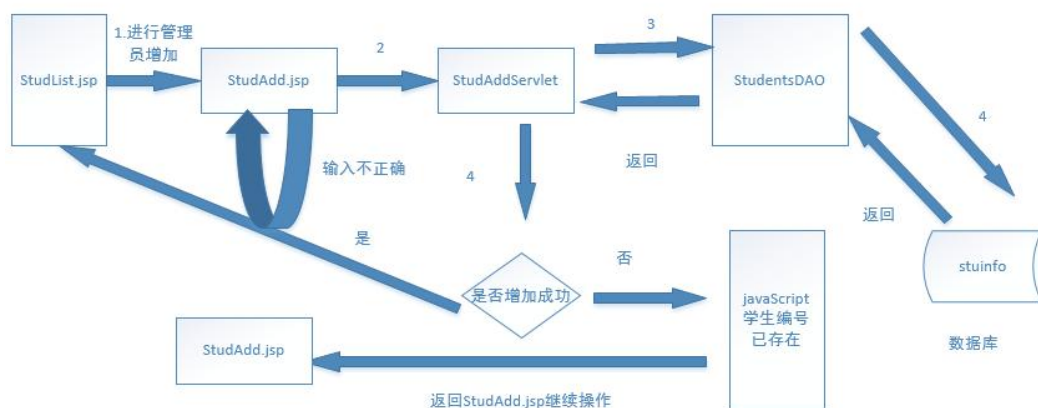 1.进行管理
员增加
StudList.jsp
StudAdd.jsp
2
StudAddServlet
3
StudentsDAO
4
输入不正确
4
返回
返回
是
否
是否增加成功
javaScript
学生编号
已存在
stuinfo
数据库
StudAdd.jsp
返回StudAdd.jsp继续操作